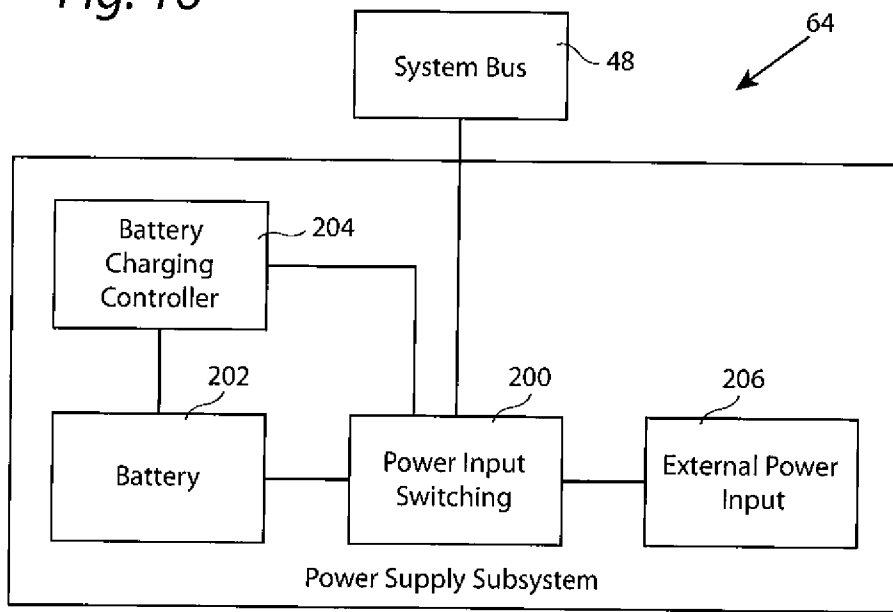 Fig.
64
System Bus
48
Battery
Charging
Controller
204
202
200
206
Battery
Power Input
Switching
External Power
Input
Power Supply Subsystem